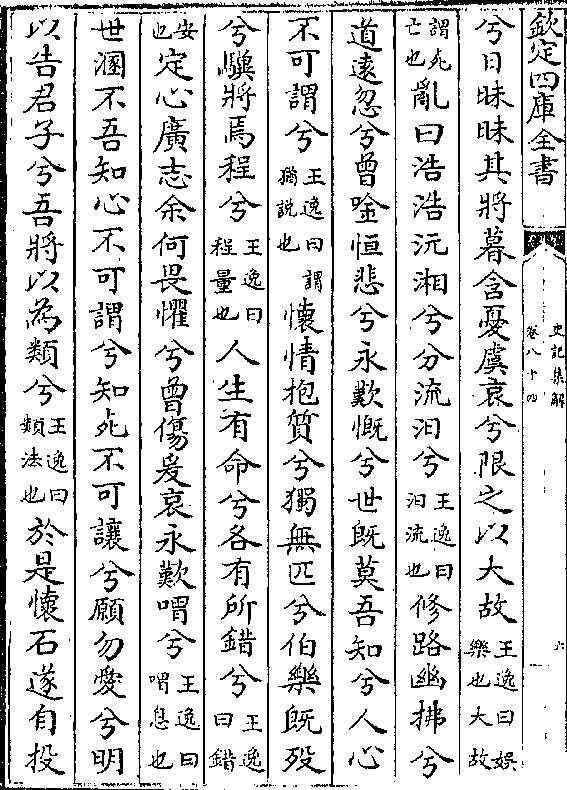 欽定四庫全書
史記集解
卷八十四
六
兮日昧昧其將暮含憂虞哀兮限之以大故王逸曰娛樂也大故
謂死亡也亂曰浩浩沅湘兮分流汨兮王逸曰汨流也修路幽拂兮
道逺忽兮曾唫恒悲兮永歎慨兮世既莫吾知兮人心
不可謂兮王逸曰謂猶說也懷情抱質兮獨無匹兮伯樂既歿
兮驥將焉程兮王逸曰程量也人生有命兮各有所錯兮王逸曰錯
安也定心廣志余何畏懼兮曾傷爰哀永歎喟兮王逸曰喟息也
世溷不吾知心不可謂兮知死不可讓兮願勿愛兮明
以告君子兮吾將以為類兮王逸曰類法也於是懷石遂自投